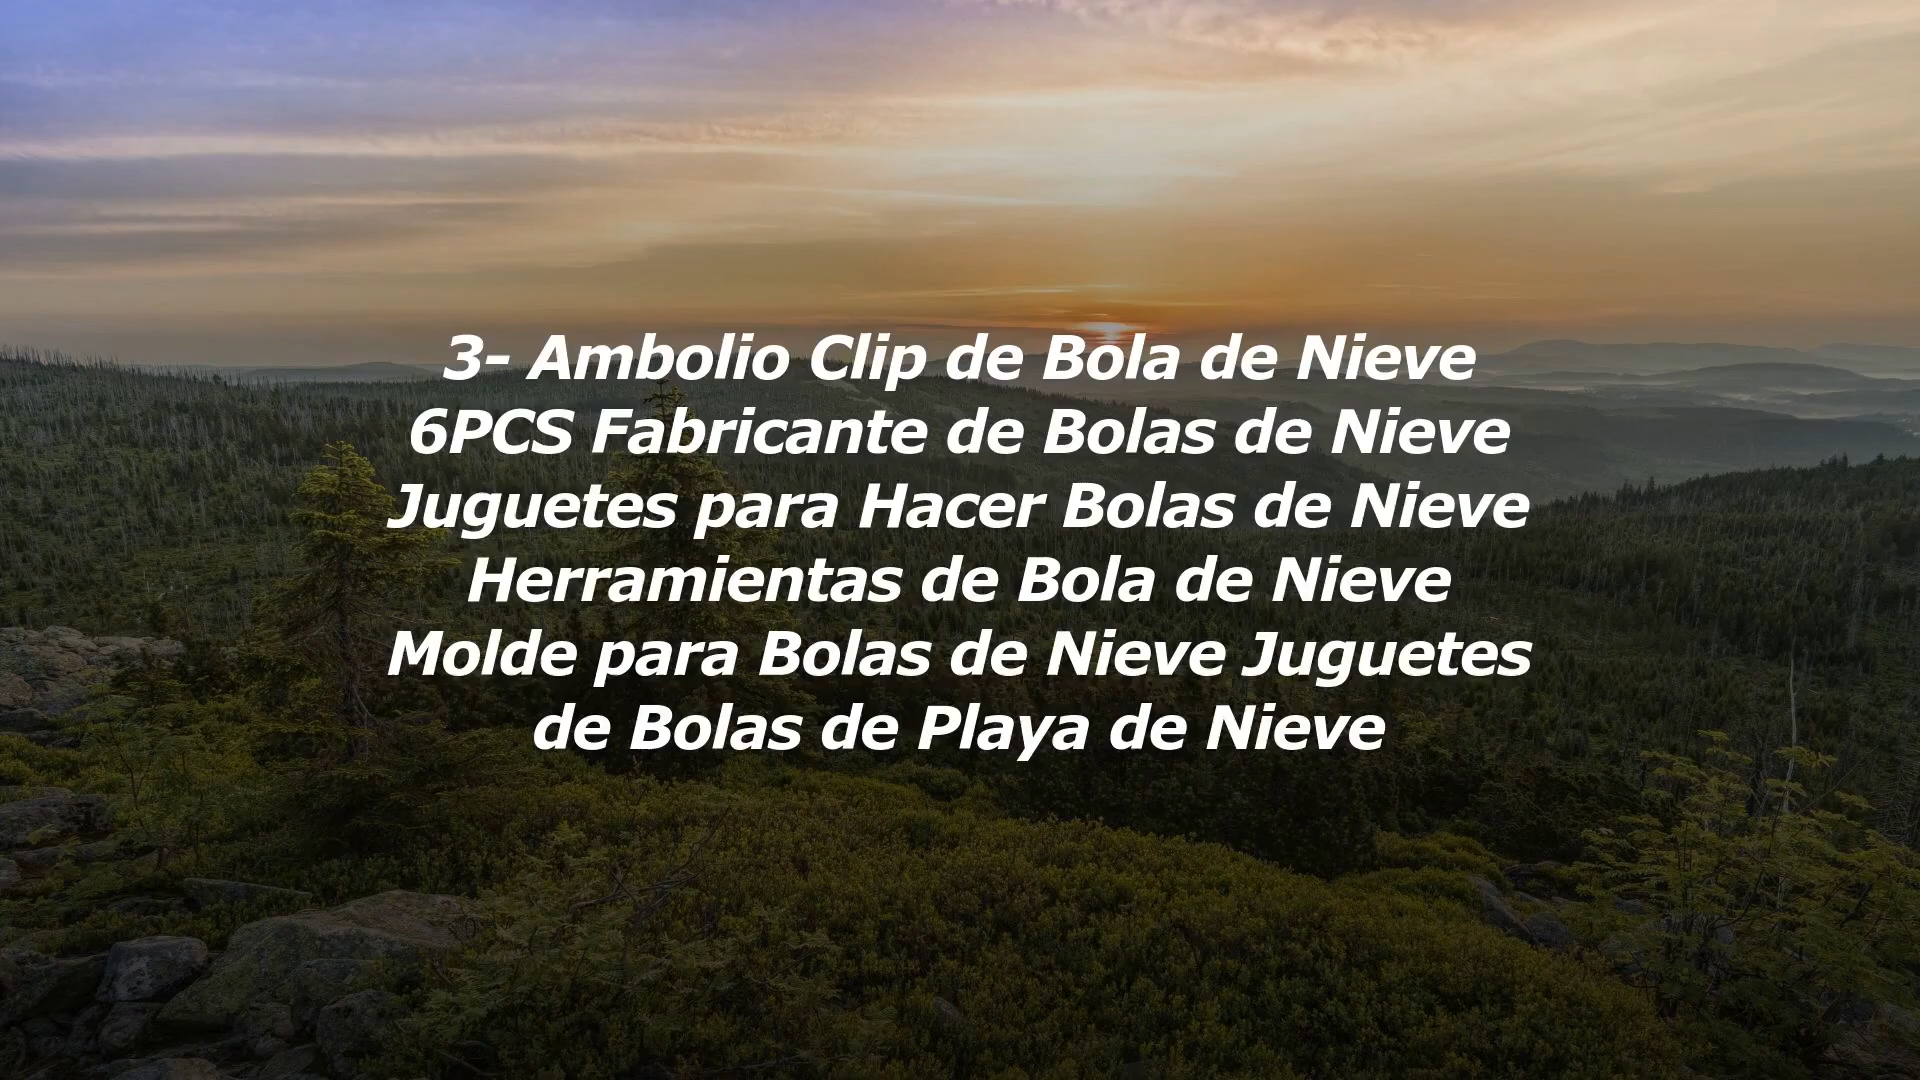 3- Ambolio Clip de Bola de Nieve
6PCS Fabricante de Bolas de Nieve
Juguetes para Hacer Bolas de Nieve
Herramientas de Bola de Nieve
Molde para Bolas de Nieve Juguetes
de Bolas de Playa de Nieve